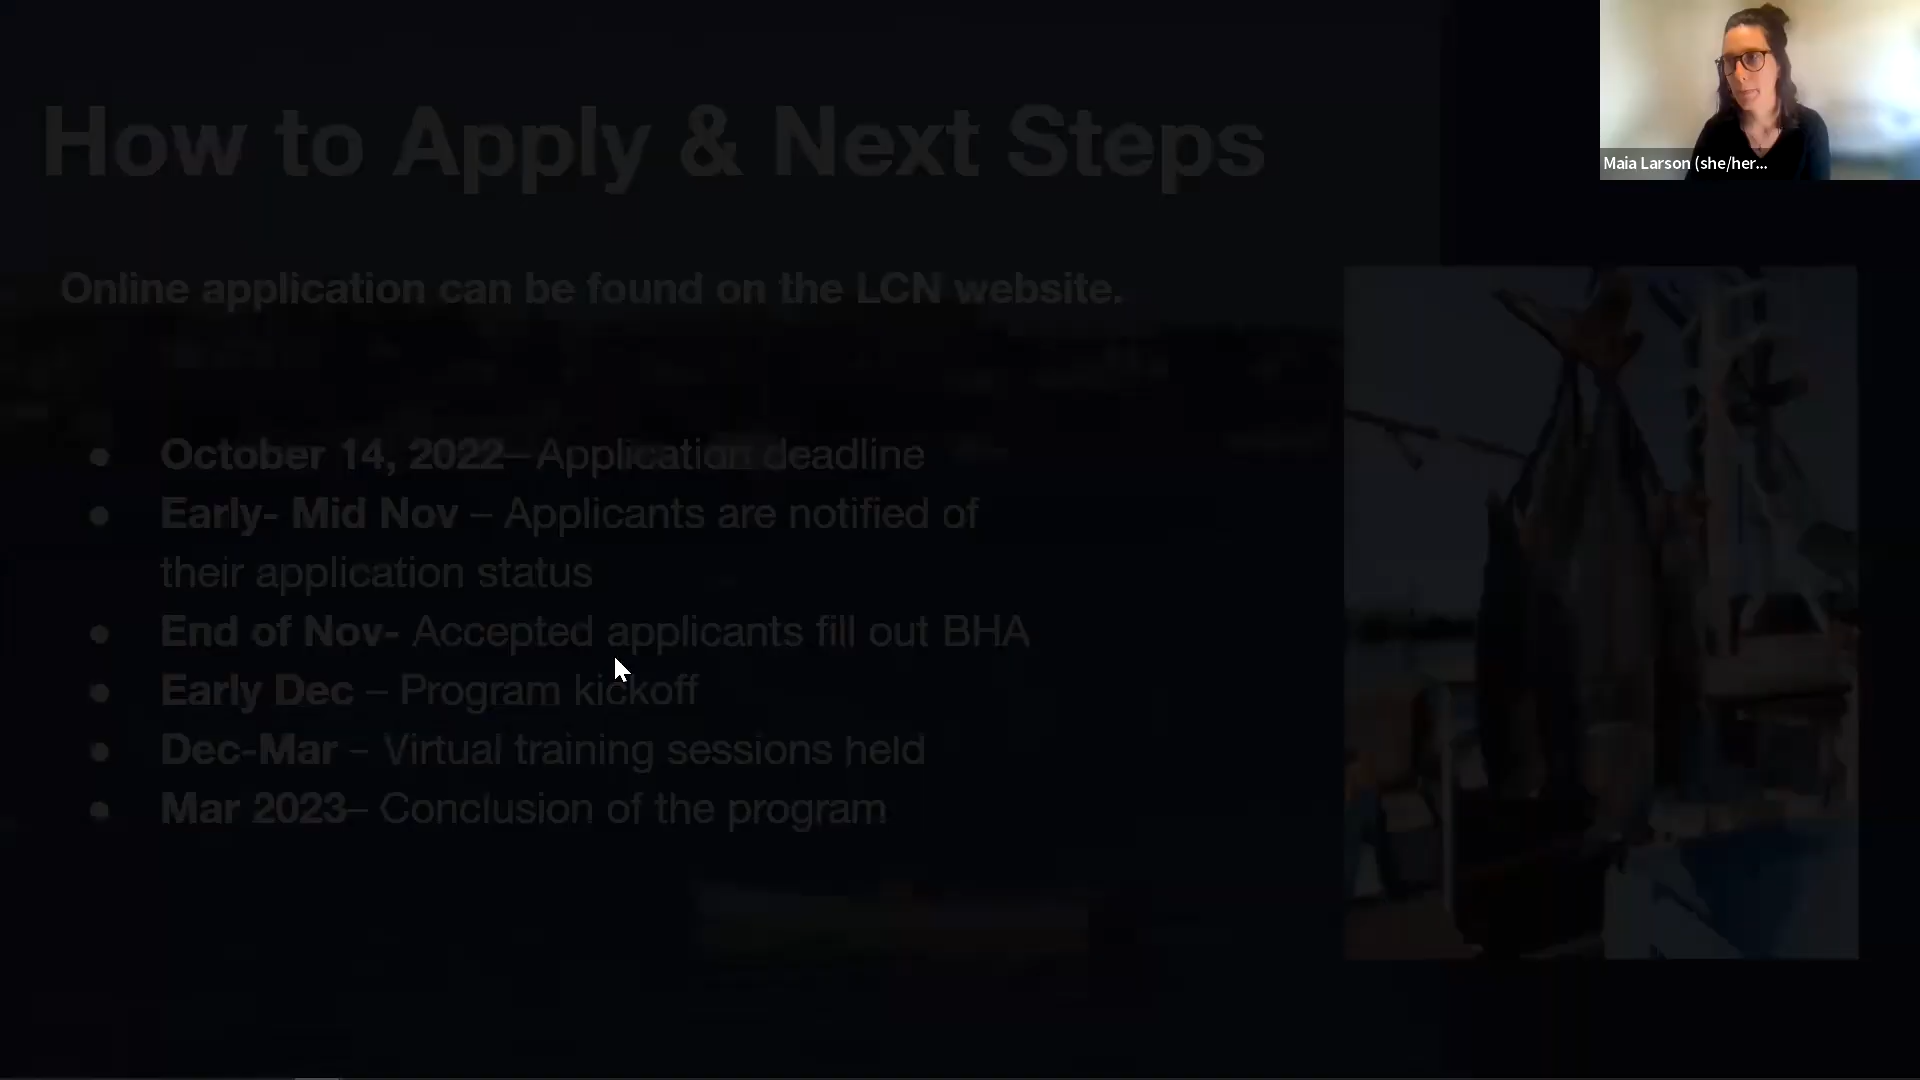 How to Apply & Next Steps
Maia Larson (she/her...
Online application can be found on the LCN website.
● October 14, 2022– Application deadline
● Early- Mid Nov – Applicants are notified of
their application status
● End of Nov- Accepted applicants fill out BHA
● Early Dec – Program kickoff
● Dec-Mar – Virtual training sessions held
● Mar 2023– Conclusion of the program